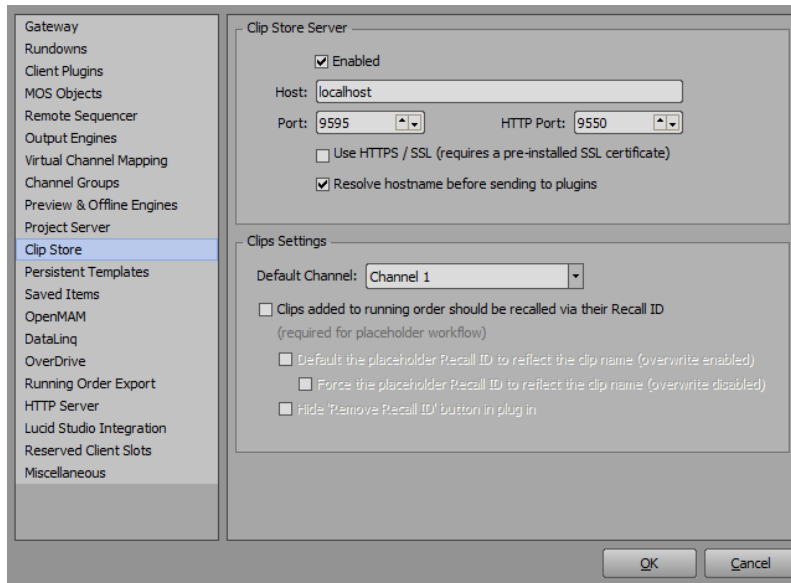 Gateway
Rundowns
Client Plugins
MOS Objects
Remote Sequencer
Output Engines
Virtual Channel Mapping
Channel Groups
Preview & Offline Engines
Project Server
Clip Store
Persistent Templates
Saved Items
OpenMAM
DataLinq
OverDrive
Running Order Export
HTTP Server
Lucid Studio Integration
Reserved Client Slots
Miscellaneous
Clip Store Server
Enabled
Host: localhost
Port: 9595 HTTP Port: 9550
Use HTTPS / SSL (requires a pre-installed SSL certificate)
Resolve hostname before sending to plugins
Clips Settings
Default Channel: Channel 1
Clips added to running order should be recalled via their Recall ID
(required for placeholder workflow)
Default the placeholder Recall ID to reflect the clip name (overwrite enabled)
Force the placeholder Recall ID to reflect the clip name (overwrite disabled)
Hide 'Remove Recall ID' button in plug in
OK Cancel